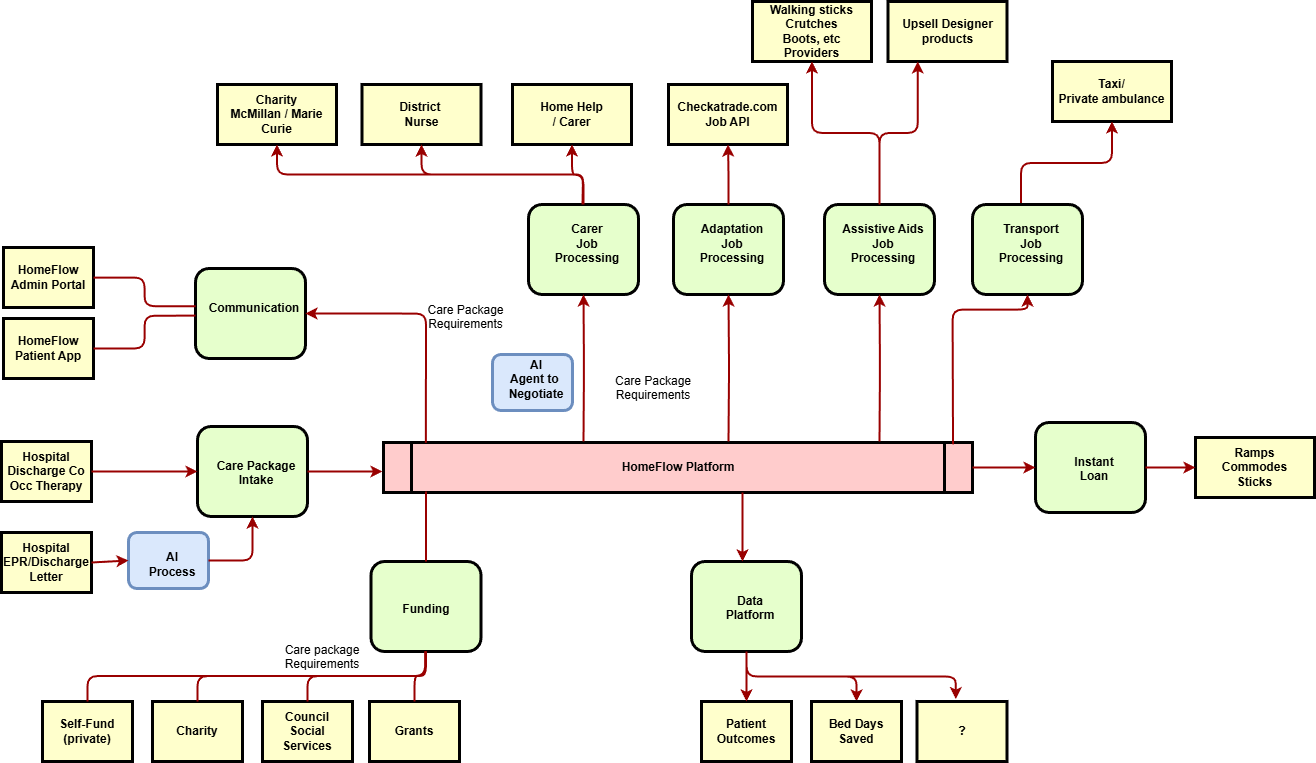 Walking sticks
Crutches
Boots, etc
Providers
Upsell Designer
products
Charity
McMillan / Marie
Curie
District
Nurse
Home Help
/ Carer
Checkatrade.com
Job API
Taxi/
Private ambulance
Carer
Job
Processing
Adaptation
Job
Processing
Assistive Aids
Job
Processing
Transport
Job
Processing
HomeFlow
Admin Portal
HomeFlow
Patient App
Communication
Care Package
Requirements
AI
Agent to
Negotiate
Care Package
Requirements
Hospital
Discharge Co
Occ Therapy
Care Package
Intake
HomeFlow Platform
Instant
Loan
Ramps
Commodes
Sticks
Hospital
EPR/Discharge
Letter
AI
Process
Funding
Data
Platform
Care package
Requirements
Self-Fund
(private)
Charity
Council
Social
Services
Grants
Patient
Outcomes
Bed Days
Saved
?